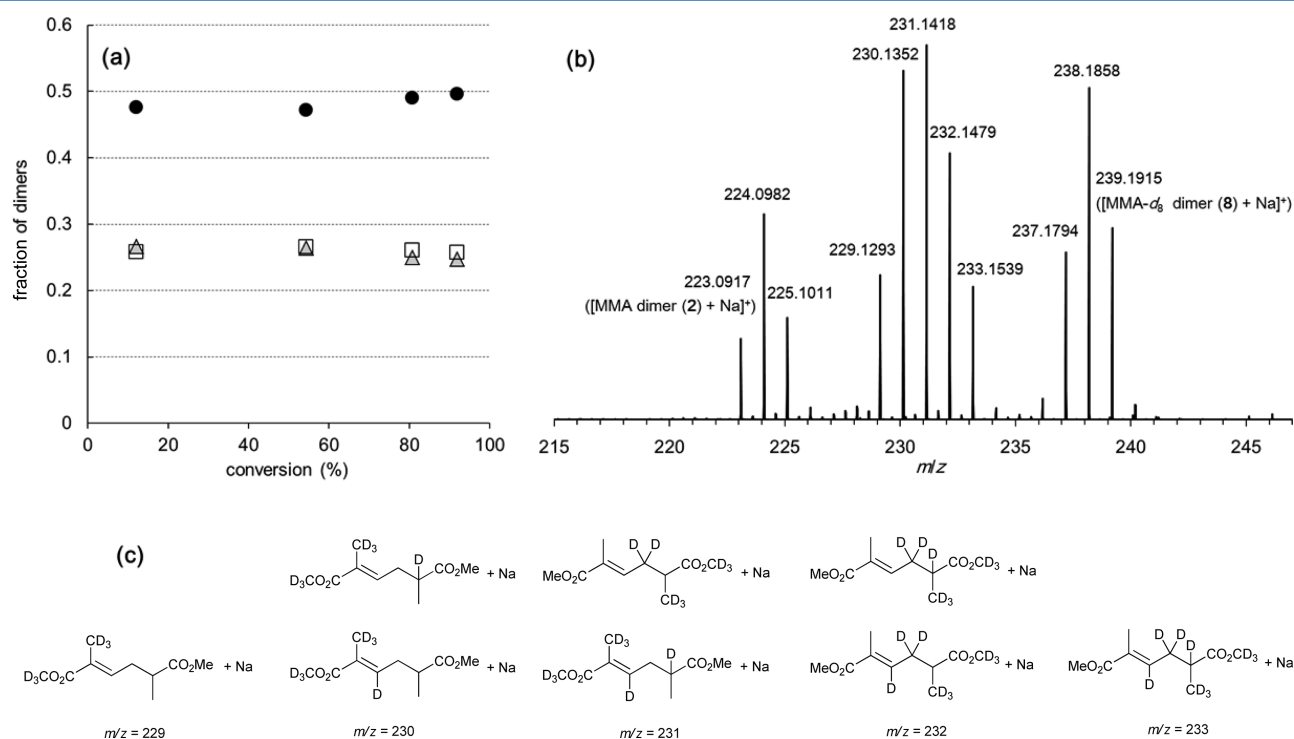 (a)
fraction of dimers
0.6
0.5
0.4
0.3
0.2
0.1
0
0 20 40 60 80 100
conversion (%)
(b)
231.1418
230.1352
238.1858
232.1479
239.1915
([MMA-d8 dimer (8) + Na]+)
224.0982
237.1794
229.1293
233.1539
223.0917
225.1011
([MMA dimer (2) + Na]+)
215 220 225 230 235 240 245
m/z
(c)
CD3 D D3CO2C CO2Me + Na
D D MeO2C CO2CD3 CD3 + Na
D D D MeO2C CO2CD3 CD3 + Na
CD3 D3CO2C CO2Me + Na
CD3 D3CO2C CO2Me D + Na
CD3 D D3CO2C CO2Me D + Na
D D MeO2C CO2CD3 D CD3 + Na
D D D MeO2C CO2CD3 D CD3 + Na
m/z = 229
m/z = 230
m/z = 231
m/z = 232
m/z = 233